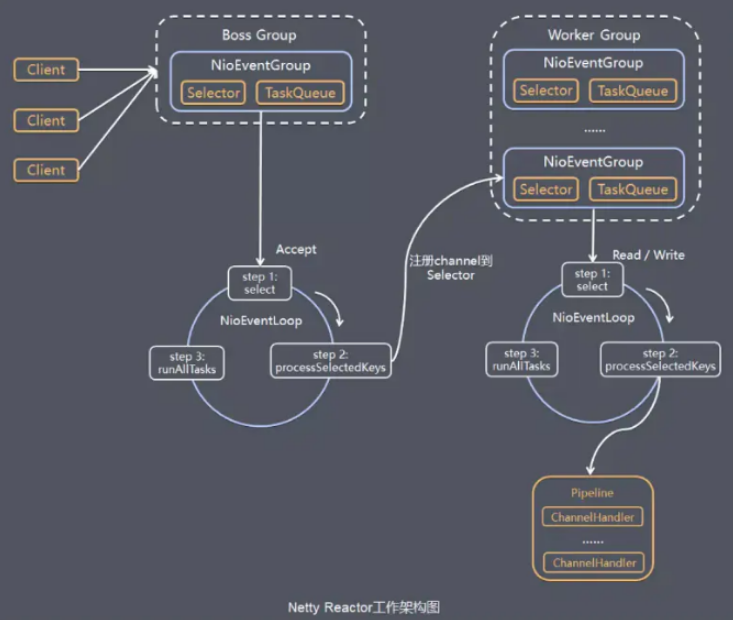 Boss Group
NioEventGroup
Selector
TaskQueue
Client
Client
Client
Accept
step 1:
select
NioEventLoop
step 2:
processSelectedKeys
step 3:
runAllTasks
注册channel到
Selector
Worker Group
NioEventGroup
Selector
TaskQueue
......
NioEventGroup
Selector
TaskQueue
Read / Write
step 1:
select
NioEventLoop
step 2:
processSelectedKeys
step 3:
runAllTasks
Pipeline
ChannelHandler
......
ChannelHandler
Netty Reactor工作架构图